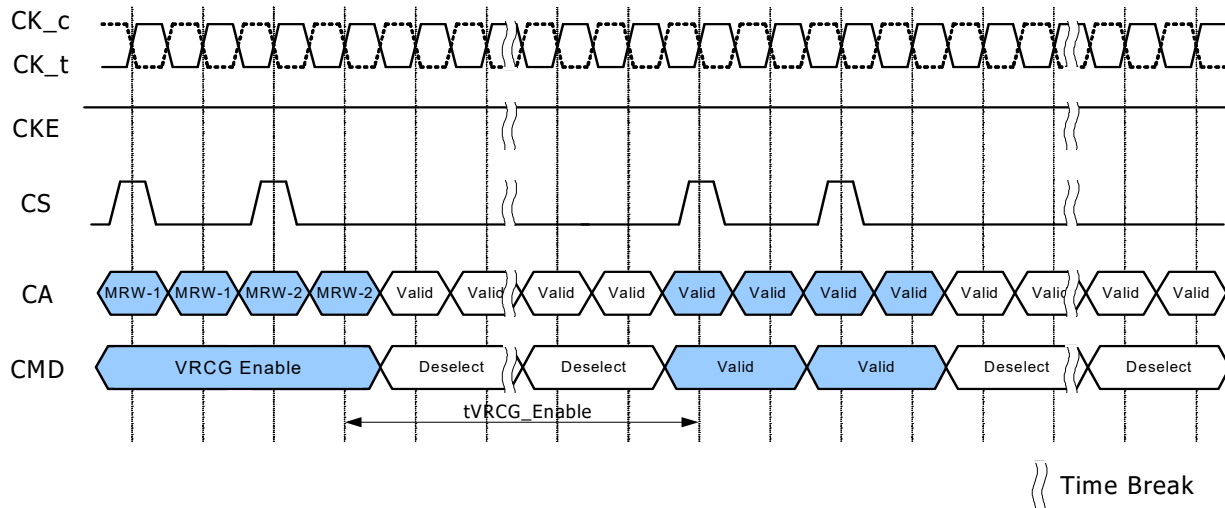 CK_c
CK_t
CKE
CS
CA MRW-1 MRW-1 MRW-2 MRW-2 Valid Valid Valid Valid Valid Valid Valid Valid Valid Valid Valid Valid
CMD VRCG Enable Deselect Deselect Valid Valid Deselect Deselect
tVRCG_Enable
Time Break